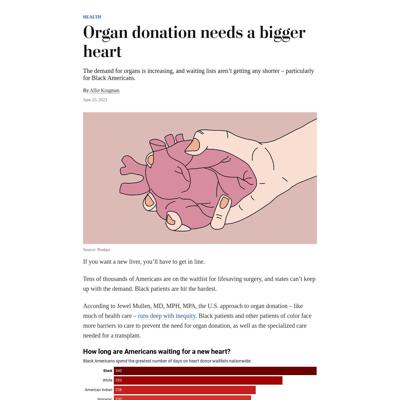 HEALTH
Organ donation needs a bigger
heart
The demand for organs is increasing, and waiting lists aren't getting any shorter – particularly
for Black Americans.
By Allie Krugman
June 23, 2023
Source: Pixshpr
If you want a new liver, you'll have to get in line.
Tens of thousands of Americans are on the waitlist for lifesaving surgery, and states can't keep
up with the demand. Black patients are hit the hardest.
According to Jewel Mullen, MD, MPH, MPA, the U.S. approach to organ donation – like
much of health care – runs deep with inequity. Black patients and other patients of color face
more barriers to care to prevent the need for organ donation, as well as the specialized care
needed for a transplant.
How long are Americans waiting for a new heart?
Black Americans spend the greatest number of days on heart donor waitlists nationwide.
Black
White
American Indian